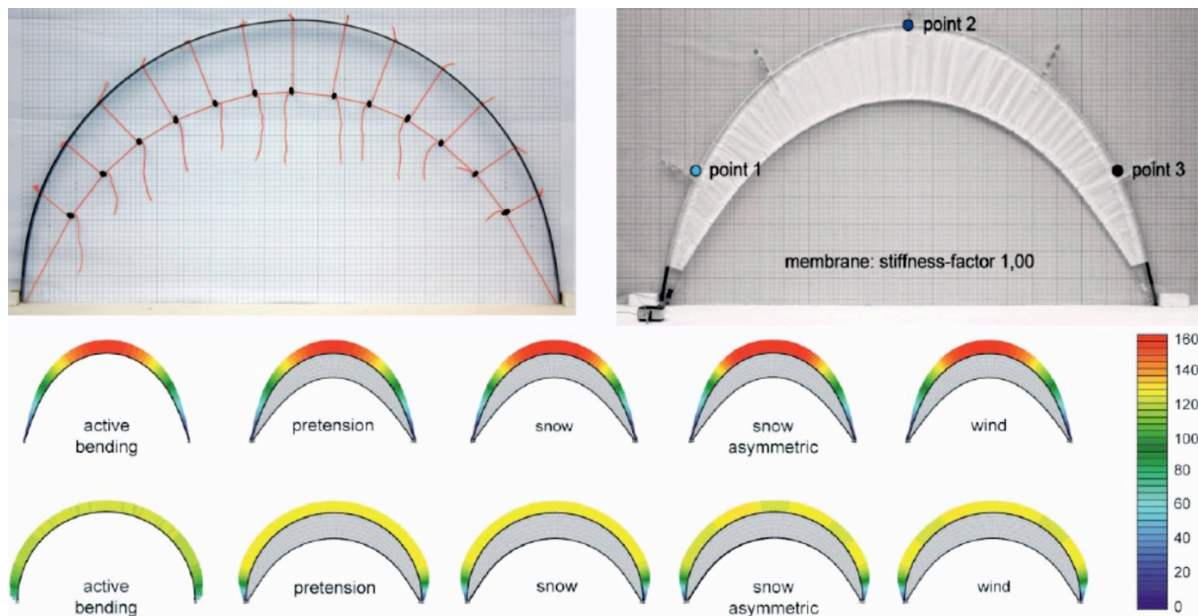 point 2
point 1
point 3
membrane: stiffness-factor 1,00
active
bending
pretension
snow
snow
asymmetric
wind
160
140
120
100
80
60
40
20
0
active
bending
pretension
snow
snow
asymmetric
wind